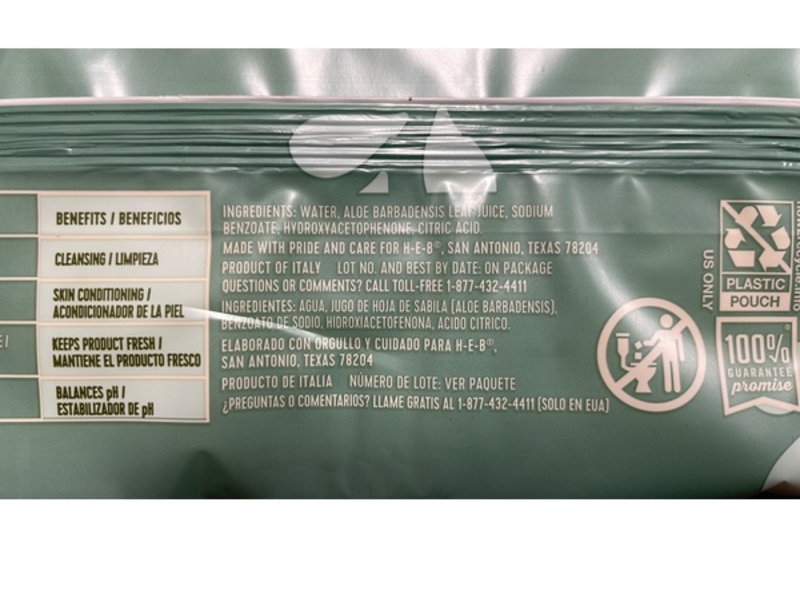 BENEFITS / BENEFICIOS
CLEANSING / LIMPIEZA
SKIN CONDITIONING /
ACONDICIONADOR DE LA PIEL
KEEPS PRODUCT FRESH /
MANTIENE EL PRODUCTO FRESCO
BALANCES pH /
ESTABILIZADOR DE pH
INGREDIENTS: WATER, ALOE BARBADENSIS LEAF JUICE, SODIUM
BENZOATE, HYDROXYACETOPHENONE, CITRIC ACID.
MADE WITH PRIDE AND CARE FOR H-E-B®, SAN ANTONIO, TEXAS 78204
PRODUCT OF ITALY LOT NO. AND BEST BY DATE: ON PACKAGE
QUESTIONS OR COMMENTS? CALL TOLL-FREE 1-877-432-4411
INGREDIENTES: AGUA, JUGO DE HOJA DE SABILA (ALOE BARBADENSIS),
BENZOATO DE SODIO, HIDROXIACETOFENONA, ACIDO CITRICO.
ELABORADO CON ORGULLO Y CUIDADO PARA H-E-B®,
SAN ANTONIO, TEXAS 78204
PRODUCTO DE ITALIA NÚMERO DE LOTE: VER PAQUETE
¿PREGUNTAS O COMENTARIOS? LLAME GRATIS AL 1-877-432-4411 (SOLO EN EUA)
US ONLY
PLASTIC
POUCH
100%
GUARANTEE
promise